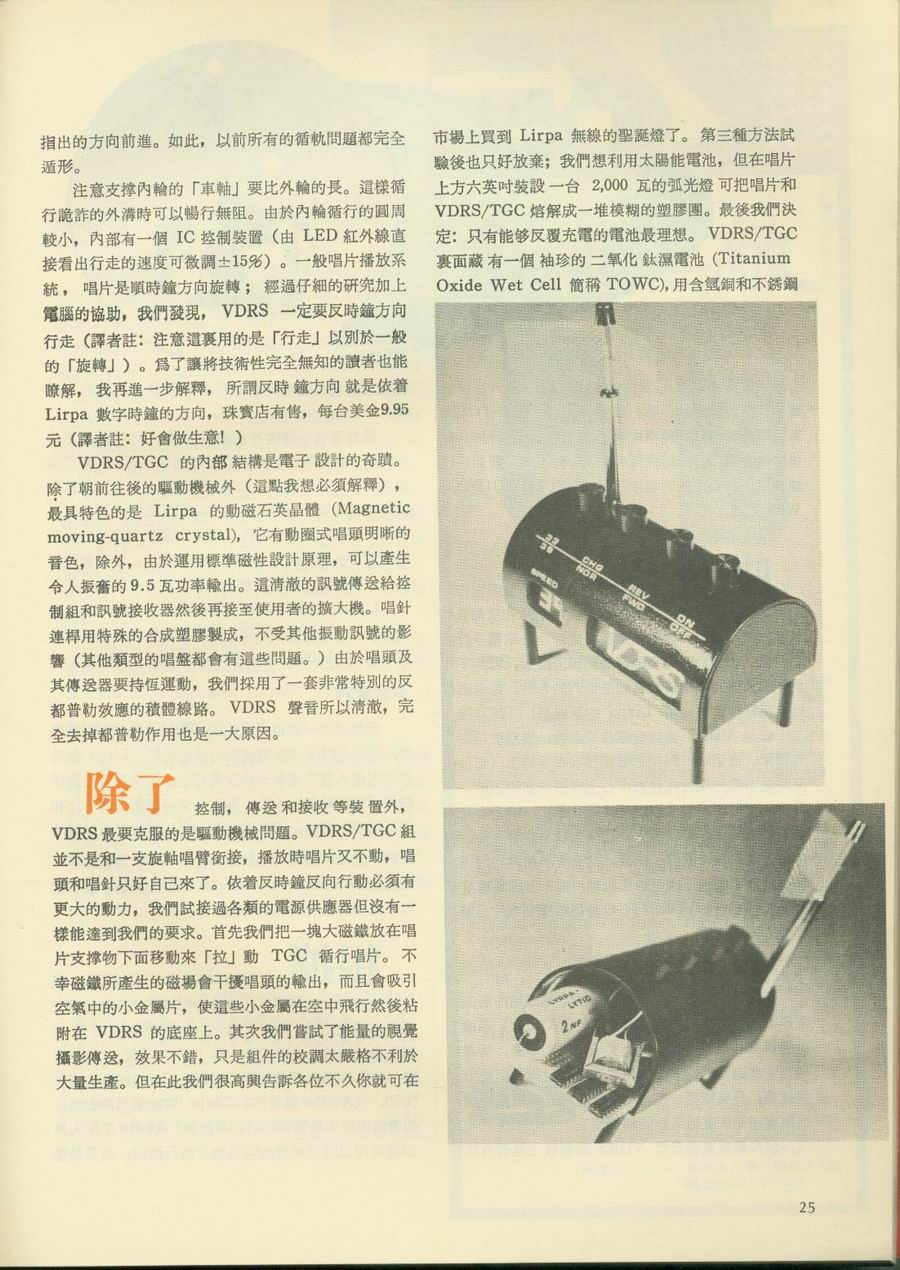 指出的方向前進。如此，以前所有的循軌問題都完全
遁形。
注意支撐內輪的「車軸」要比外輪的長。這樣循
行詭詐的外溝時可以暢行無阻。由於內輪循行的圓周
較小，內部有一個 IC 控制裝置（由 LED 紅外線直
接看出行走的速度可微調±15%）。一般唱片播放系
統，唱片是順時鐘方向旋轉；經過仔細的研究加上
電腦的協助，我們發現， VDRS 一定要反時鐘方向
行走（譯者註：注意這裏用的是「行走」以別於一般
的「旋轉」）。爲了讓將技術性完全無知的讀者也能
瞭解，我再進一步解釋，所謂反時鐘方向就是依着
Lirpa 數字時鐘的方向，珠寳店有售，每台美金9.95
元（譯者註：好會做生意！）
VDRS/TGC 的內部結構是電子設計的奇蹟。
除了朝前往後的驅動機械外（這點我想必須解釋），
最具特色的是 Lirpa 的動磁石英晶體 (Magnetic
moving-quartz crystal)，它有動圈式唱頭明晰的
音色，除外，由於運用標準磁性設計原理，可以產生
令人振奮的 9.5 瓦功率輸出。這清澈的訊號傳送給控
制組和訊號接收器然後再接至使用者的擴大機。唱針
連桿用特殊的合成塑膠製成，不受其他振動訊號的影
響（其他類型的唱盤都會有這些問題。）由於唱頭及
其傳送器要持恆運動，我們採用了一套非常特別的反
都普勒效應的積體線路。 VDRS 聲音所以清澈，完
全去掉都普勒作用也是一大原因。
除了 控制，傳送和接收等裝置外，
VDRS 最要克服的是驅動機械問題。VDRS/TGC 組
並不是和一支旋軸唱臂銜接，播放時唱片又不動，唱
頭和唱針只好自己來了。依着反時鐘反向行動必須有
更大的動力，我們試接過各類的電源供應器但沒有一
樣能達到我們的要求。首先我們把一塊大磁鐵放在唱
片支撐物下面移動來「拉」動 TGC 循行唱片。不
幸磁鐵所產生的磁場會干擾唱頭的輸出，而且會吸引
空氣中的小金屬片，使這些小金屬在空中飛行然後粘
附在 VDRS 的底座上。其次我們嘗試了能量的視覺
攝影傳送，效果不錯，只是組件的校調太嚴格不利於
大量生產。但在此我們很高興告訴各位不久你就可在
市場上買到 Lirpa 無線的聖誕燈了。第三種方法試
驗後也只好放棄；我們想利用太陽能電池，但在唱片
上方六英吋裝設一台 2,000 瓦的弧光燈可把唱片和
VDRS/TGC 熔解成一堆模糊的塑膠團。最後我們決
定：只有能够反覆充電的電池最理想。 VDRS/TGC
裏面藏有一個袖珍的二氧化鈦濕電池 (Titanium
Oxide Wet Cell 簡稱 TOWC)，用含氫銅和不銹鋼
33
38
CHG
NOR
REV
FWD
ON
OFF
SPEED
VDRS
LYRPA-
LYTIC
2 NF
25